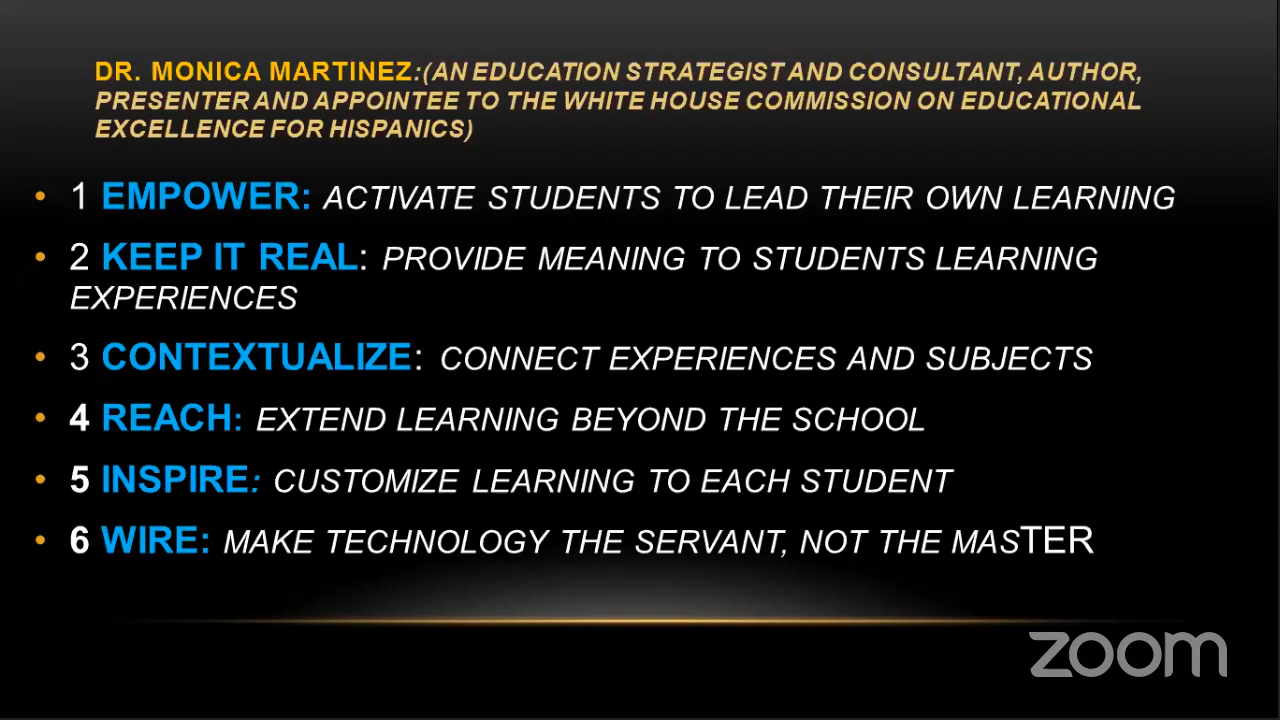 DR. MONICA MARTINEZ:(AN EDUCATION STRATEGIST AND CONSULTANT, AUTHOR,
PRESENTER AND APPOINTEE TO THE WHITE HOUSE COMMISSION ON EDUCATIONAL
EXCELLENCE FOR HISPANICS)
• 1 EMPOWER: ACTIVATE STUDENTS TO LEAD THEIR OWN LEARNING
• 2 KEEP IT REAL: PROVIDE MEANING TO STUDENTS LEARNING
EXPERIENCES
• 3 CONTEXTUALIZE: CONNECT EXPERIENCES AND SUBJECTS
• 4 REACH: EXTEND LEARNING BEYOND THE SCHOOL
• 5 INSPIRE: CUSTOMIZE LEARNING TO EACH STUDENT
• 6 WIRE: MAKE TECHNOLOGY THE SERVANT, NOT THE MASTER
zoom